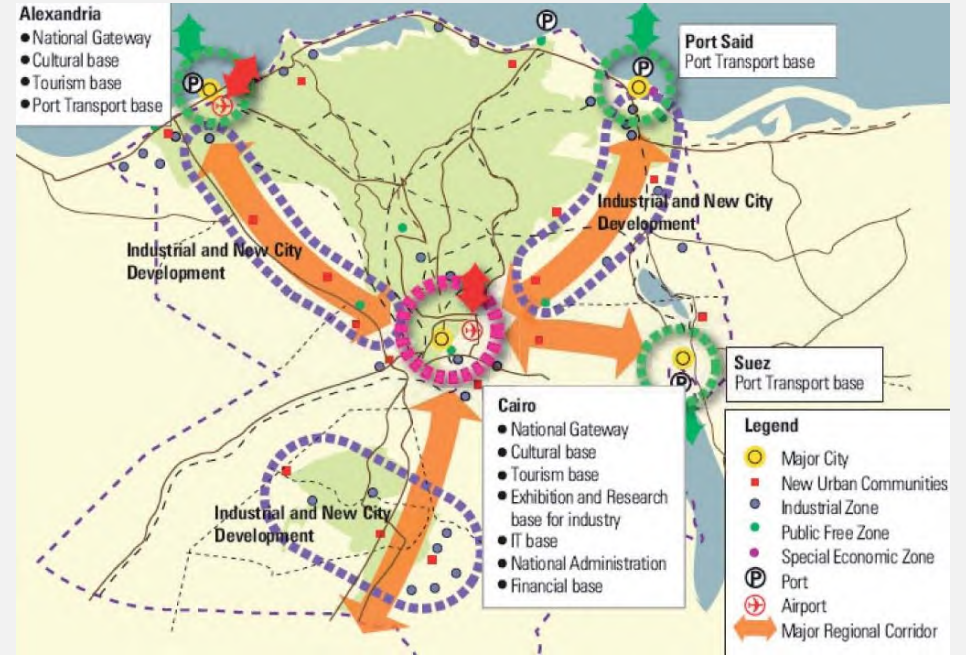 Alexandria
● National Gateway
● Cultural base
● Tourism base
● Port Transport base
P
P
P
Port Said
Port Transport base
Industrial and New City
Development
Industrial and New City
Development
Suez
Port Transport base
P
Cairo
● National Gateway
● Cultural base
● Tourism base
● Exhibition and Research
base for industry
● IT base
● National Administration
● Financial base
Industrial and New City
Development
Legend
Major City
New Urban Communities
Industrial Zone
Public Free Zone
Special Economic Zone
P Port
Airport
Major Regional Corridor